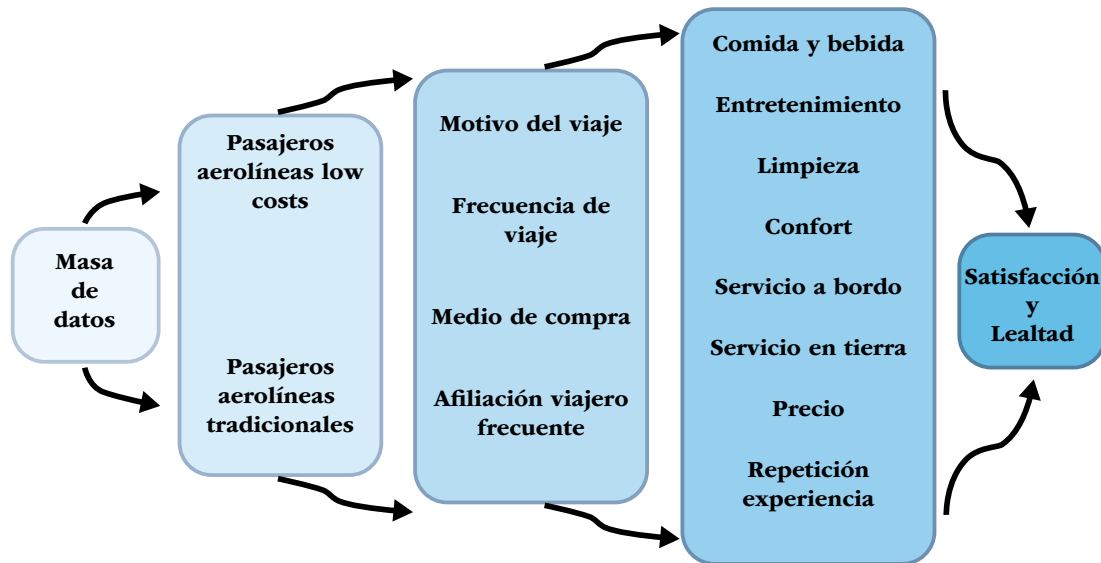 Masa
de
datos
Pasajeros
aerolíneas low
costs
Pasajeros
aerolíneas
tradicionales
Motivo del viaje
Frecuencia de
viaje
Medio de compra
Afiliación viajero
frecuente
Comida y bebida
Entretenimiento
Limpieza
Confort
Servicio a bordo
Servicio en tierra
Precio
Repetición
experiencia
Satisfacción
y
Lealtad